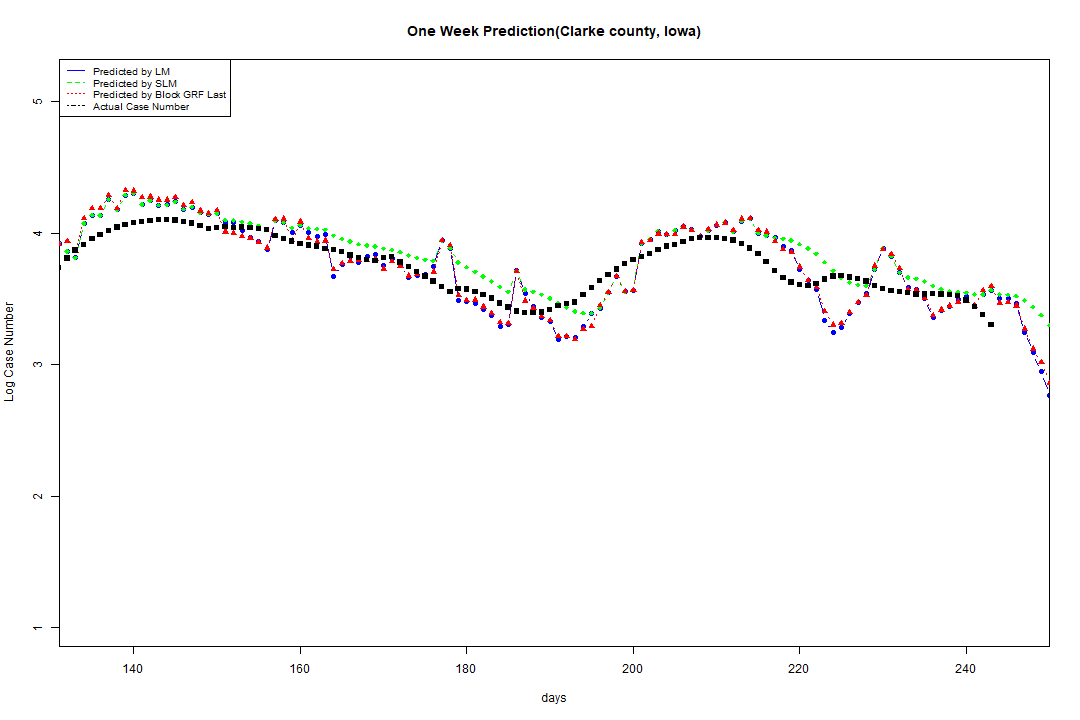 One Week Prediction(Clarke county, Iowa)
Predicted by LM
Predicted by SLM
Predicted by Block GRF Last
Actual Case Number
5
4
3
2
1
Log Case Number
140 160 180 200 220 240
days